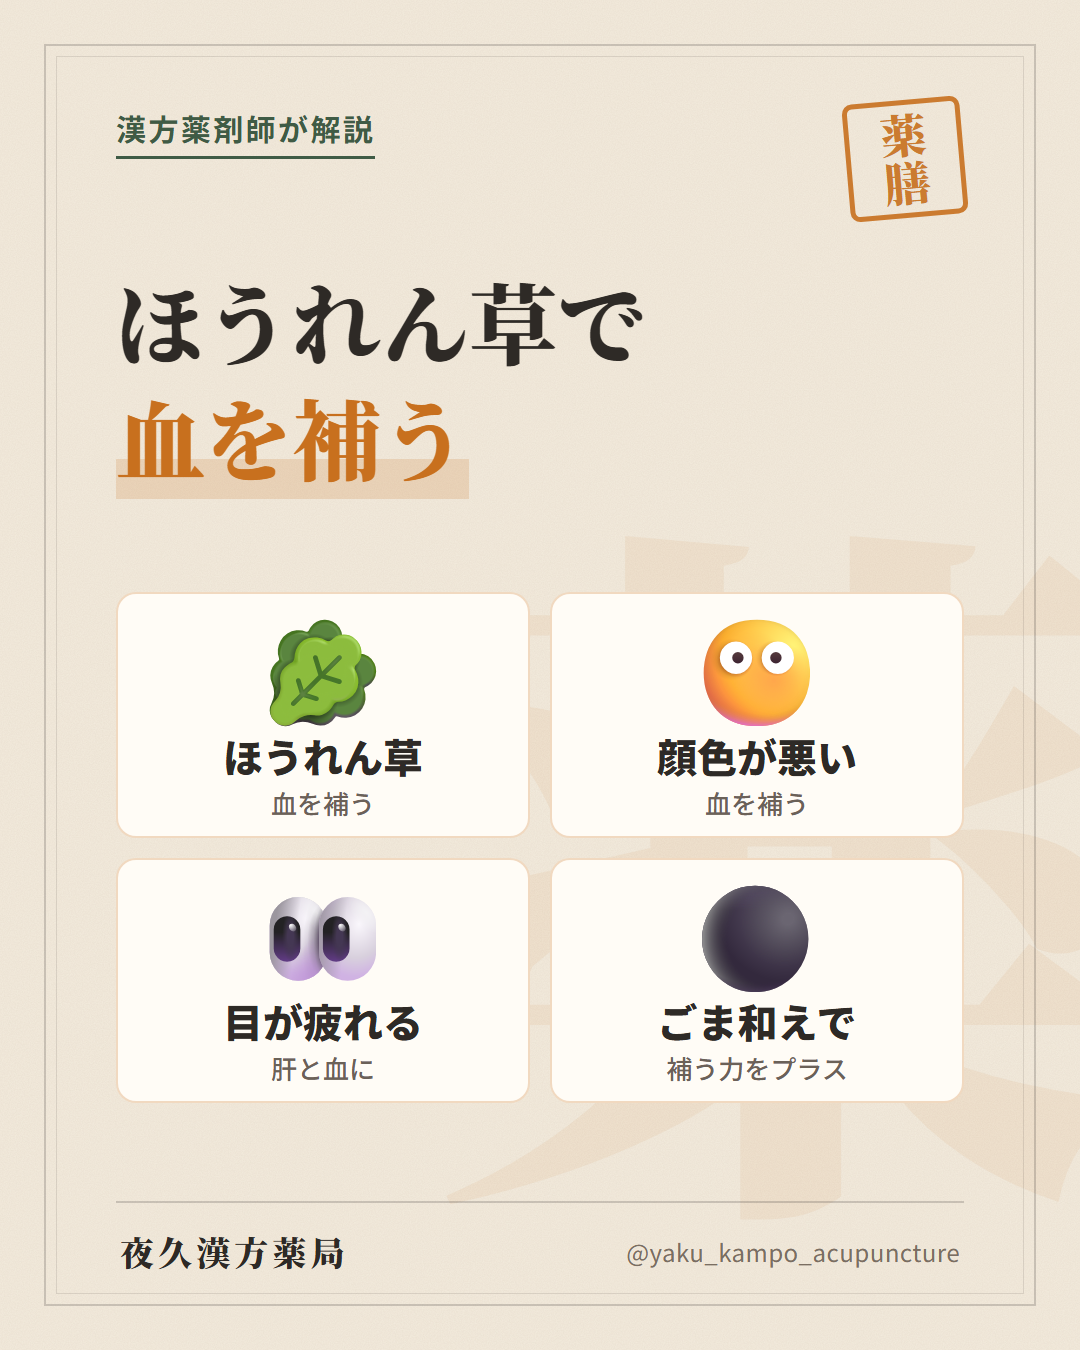 漢方薬剤師が解説
薬膳
ほうれん草で
血を補う
ほうれん草
血を補う
顔色が悪い
血を補う
目が疲れる
肝と血に
ごま和えで
補う力をプラス
夜久漢方薬局
@yaku_kampo_acupuncture
薬